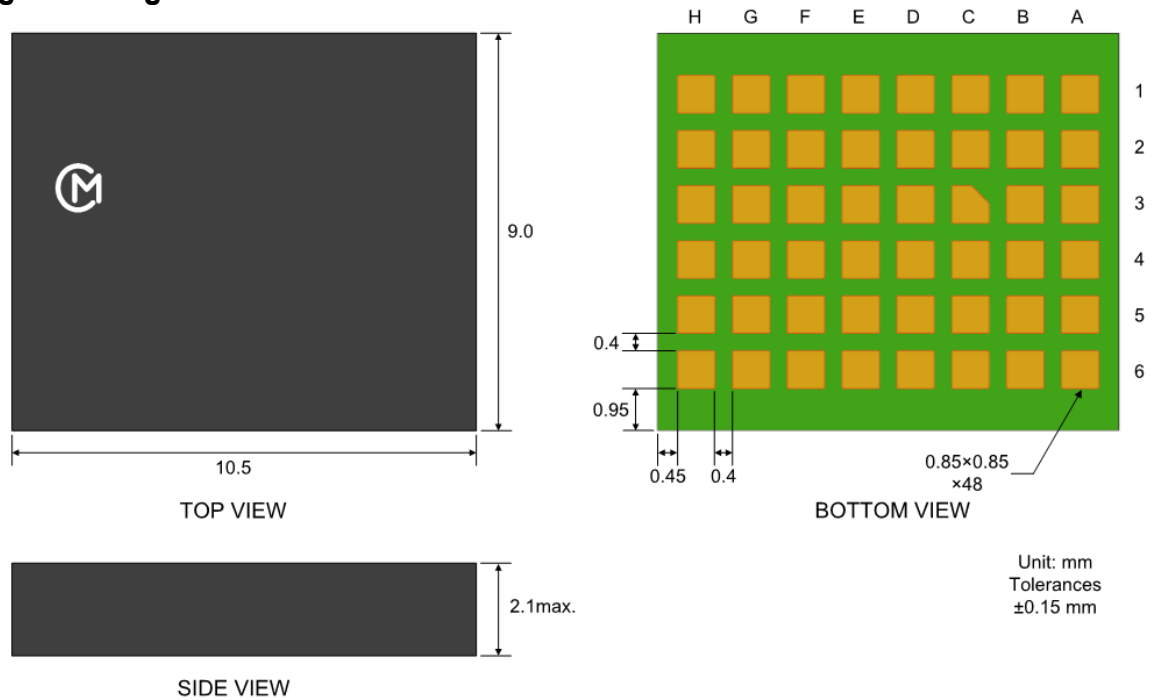 H G F E D C B A
1
2
3
4
5
6
9.0
10.5
TOP VIEW
0.4
0.95
0.45
0.4
0.85×0.85
×48
BOTTOM VIEW
2.1max.
SIDE VIEW
Unit: mm
Tolerances
±0.15 mm